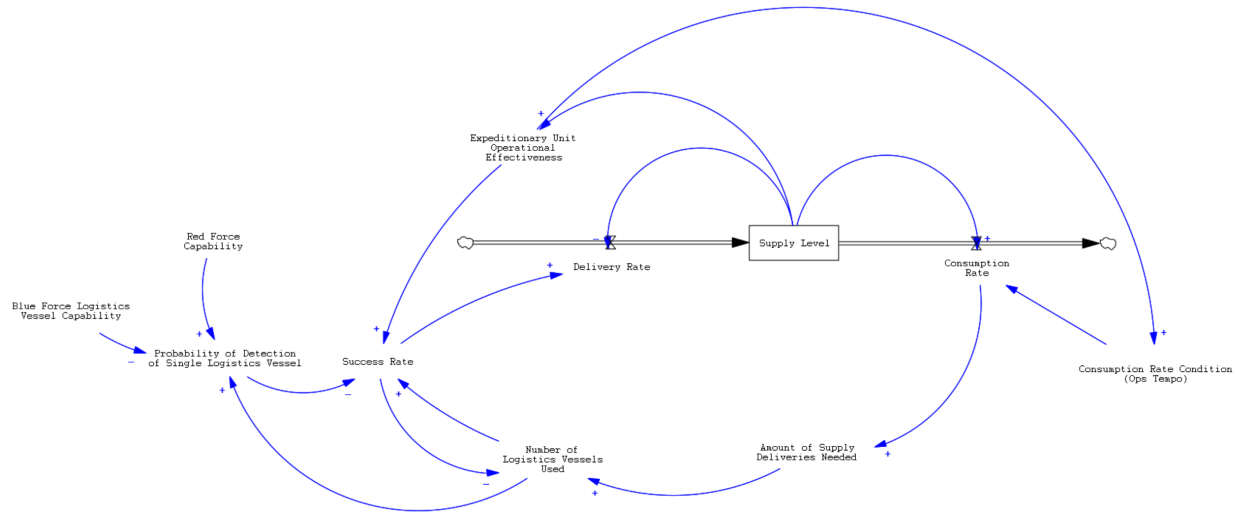 +
Expeditionary Unit
Operational
Effectiveness
Red Force
Capability
−
Supply Level
+
Delivery Rate
+
Consumption
Rate
Blue Force Logistics
Vessel Capability
+
−
Probability of Detection
of Single Logistics Vessel
+
Success Rate
+
Consumption Rate Condition
(Ops Tempo)
+
−
+
Number of
Logistics Vessels
Used
−
Amount of Supply
Deliveries Needed
+
+